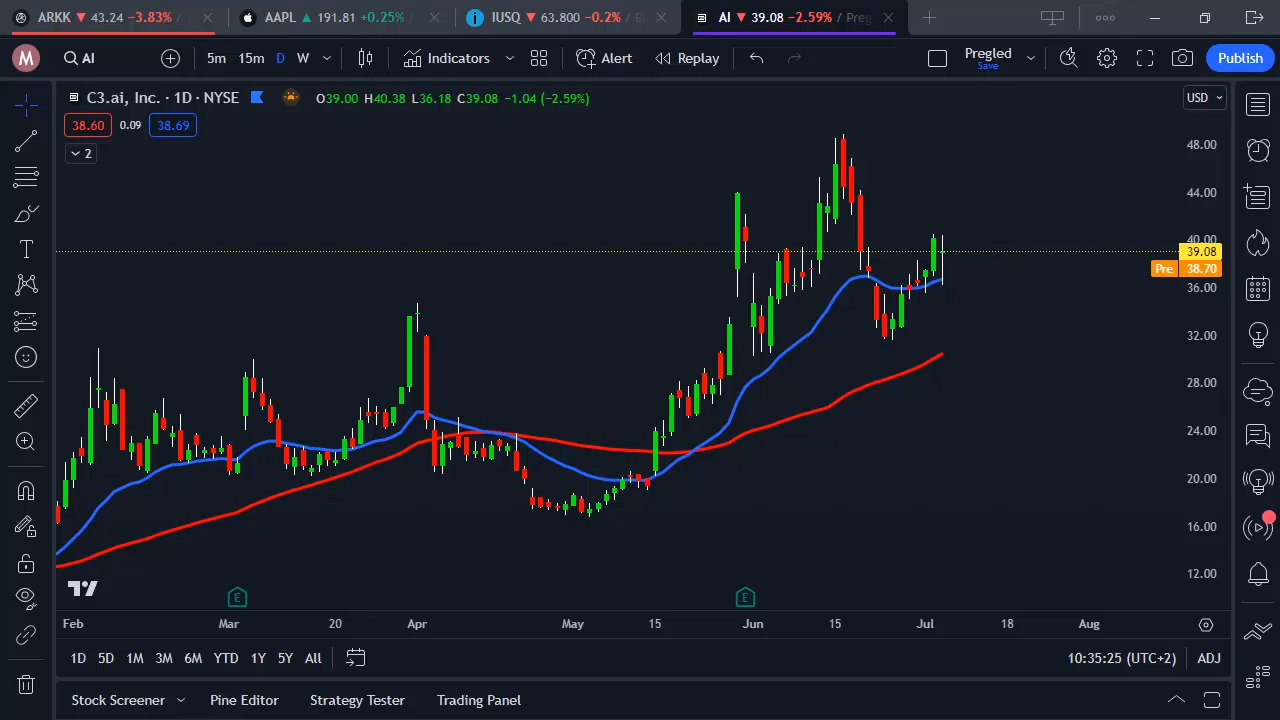 ARKK ▼ 43.24 −3.83%
AAPL ▲ 191.81 +0.25%
IUSQ ▼ 63.800 −0.2%
AI ▼ 39.08 −2.59% / Preg
M
AI
5m 15m D W
Indicators
Alert
Replay
Pregled
Save
Publish
C3.ai, Inc. · 1D · NYSE
O39.00 H40.38 L36.18 C39.08 −1.04 (−2.59%)
USD
38.60 0.09 38.69
2
48.00
44.00
40.00
39.08
Pre 38.70
36.00
32.00
28.00
24.00
20.00
16.00
12.00
E E
Feb Mar 20 Apr May 15 Jun 15 Jul 18 Aug
1D 5D 1M 3M 6M YTD 1Y 5Y All
10:35:25 (UTC+2) ADJ
Stock Screener Pine Editor Strategy Tester Trading Panel